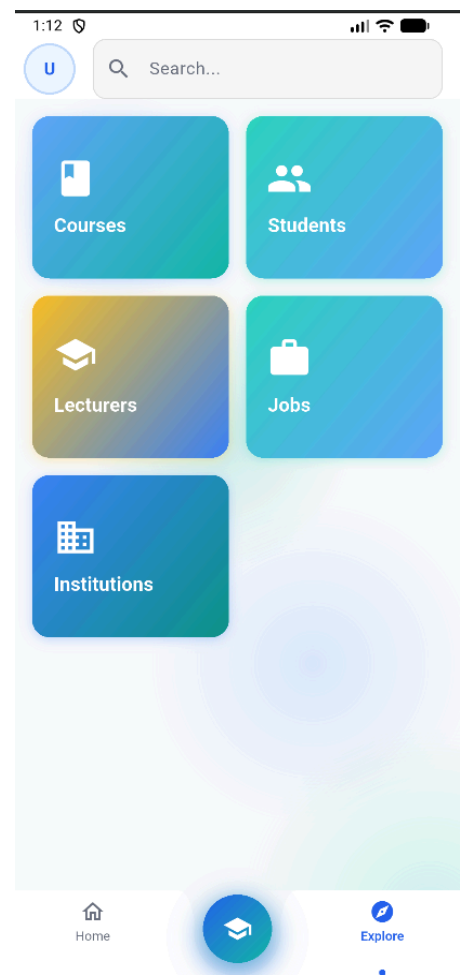 1:12
U
Search...
Courses
Students
Lecturers
Jobs
Institutions
Home
Explore